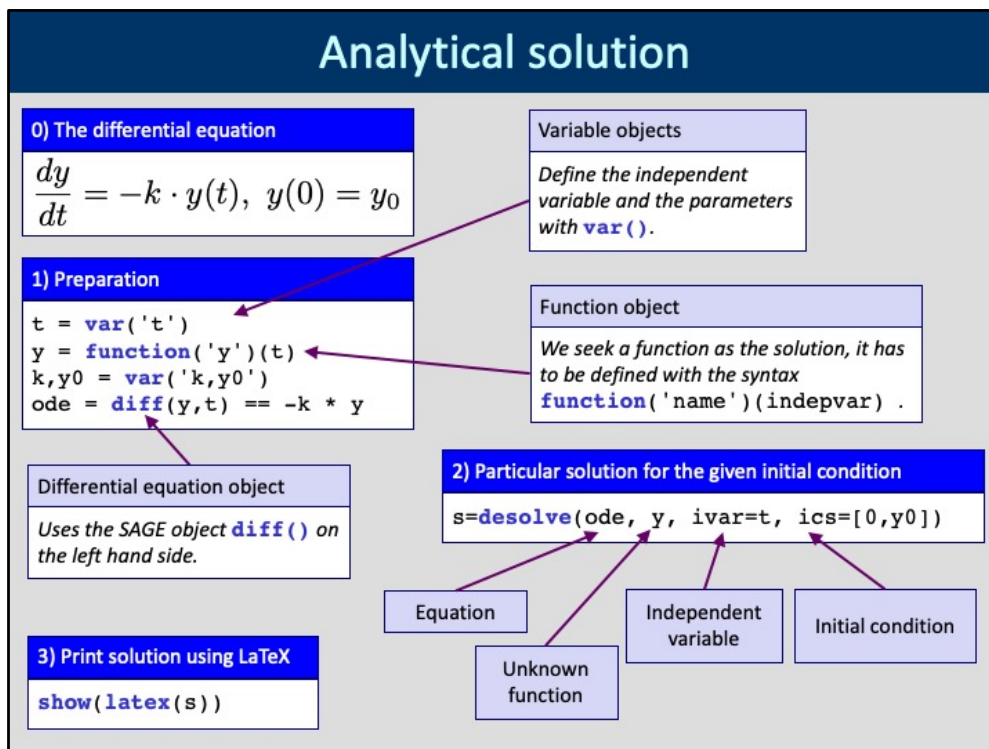 Analytical solution
0) The differential equation
dy/dt = −k · y(t), y(0) = y₀
Variable objects
Define the independent
variable and the parameters
with var().
1) Preparation
t = var('t')
y = function('y')(t)
k,y0 = var('k,y0')
ode = diff(y,t) == -k * y
Function object
We seek a function as the solution, it has
to be defined with the syntax
function('name')(indepvar) .
Differential equation object
Uses the SAGE object diff() on
the left hand side.
2) Particular solution for the given initial condition
s=desolve(ode, y, ivar=t, ics=[0,y0])
Equation
Unknown
function
Independent
variable
Initial condition
3) Print solution using LaTeX
show(latex(s))